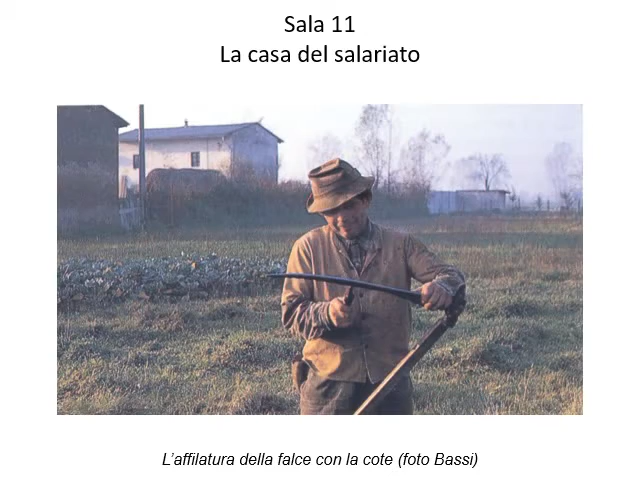 Sala 11
La casa del salariato
L’affilatura della falce con la cote (foto Bassi)